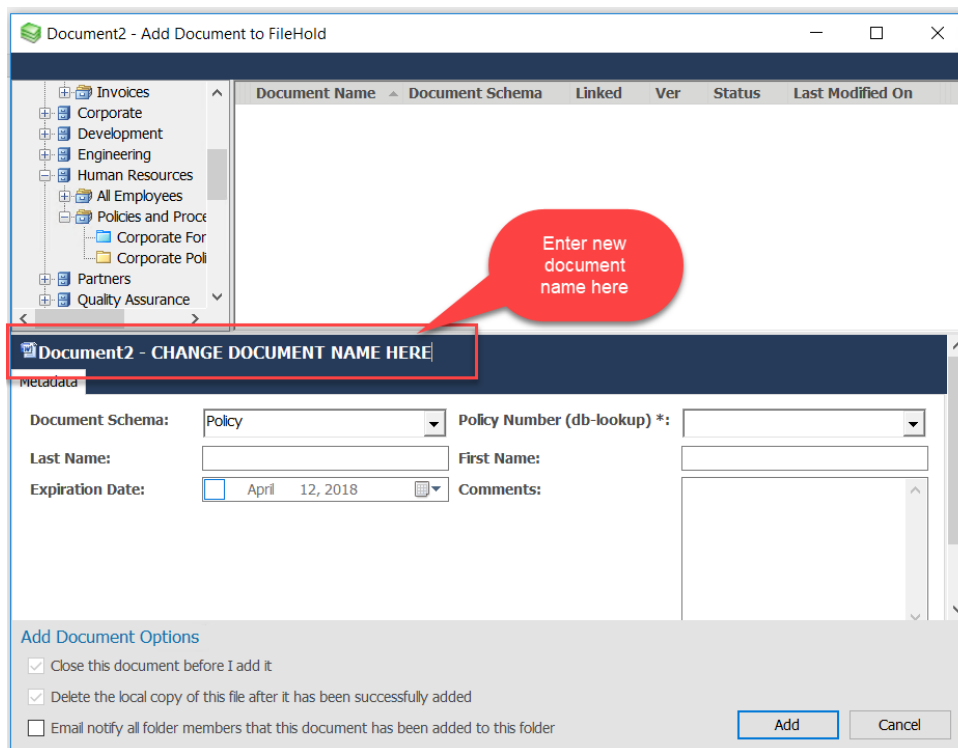 Document2 - Add Document to FileHold
Document Name Document Schema Linked Ver Status Last Modified On
Invoices
Corporate
Development
Engineering
Human Resources
All Employees
Policies and Proce
Corporate For
Corporate Poli
Partners
Quality Assurance
Enter new
document
name here
Document2 - CHANGE DOCUMENT NAME HERE
Metadata
Document Schema: Policy Policy Number (db-lookup) *:
Last Name: First Name:
Expiration Date: April 12, 2018 Comments:
Add Document Options
Close this document before I add it
Delete the local copy of this file after it has been successfully added
Email notify all folder members that this document has been added to this folder
Add Cancel